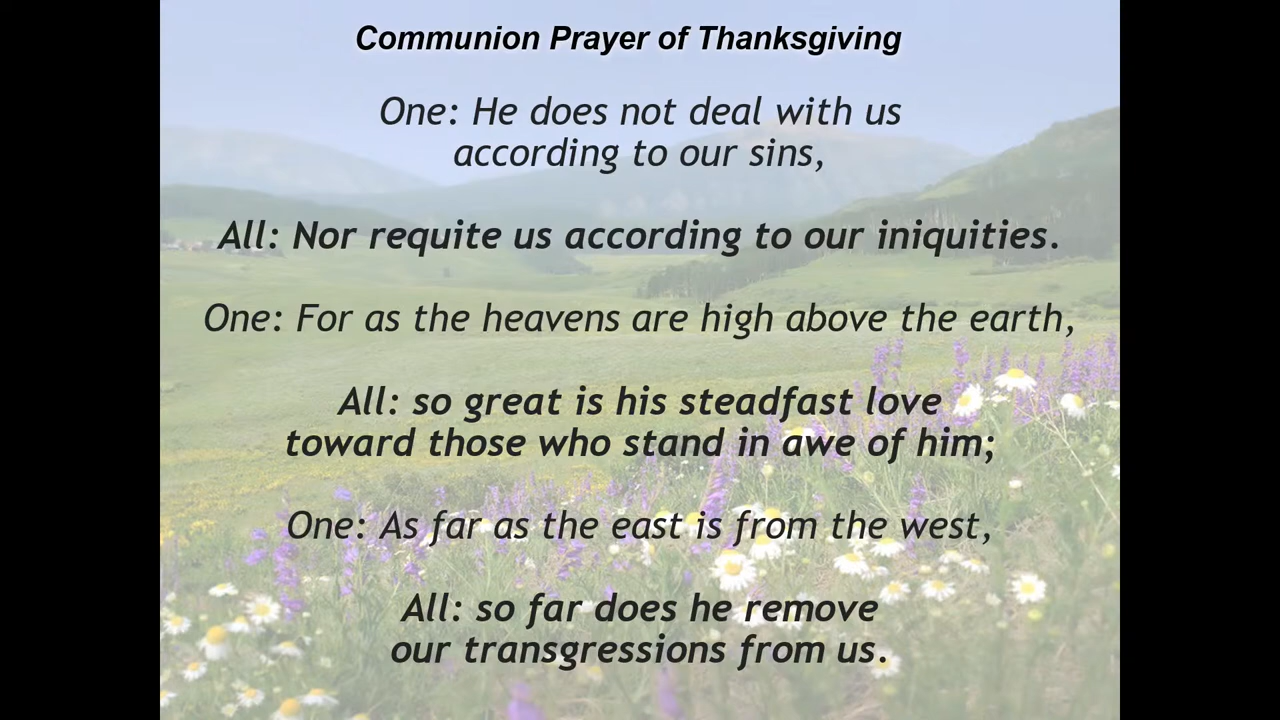 Communion Prayer of Thanksgiving
One: He does not deal with us
according to our sins,
All: Nor requite us according to our iniquities.
One: For as the heavens are high above the earth,
All: so great is his steadfast love
toward those who stand in awe of him;
One: As far as the east is from the west,
All: so far does he remove
our transgressions from us.